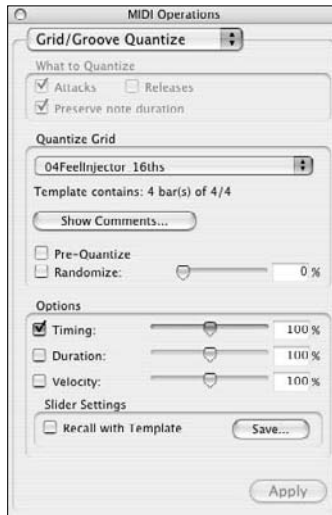 MIDI Operations
Grid/Groove Quantize
What to Quantize
Attacks Releases
Preserve note duration
Quantize Grid
04FeelInjector_16ths
Template contains: 4 bar(s) of 4/4
Show Comments...
Pre-Quantize
Randomize: 0 %
Options
Timing: 100 %
Duration: 100 %
Velocity: 100 %
Slider Settings
Recall with Template Save...
Apply